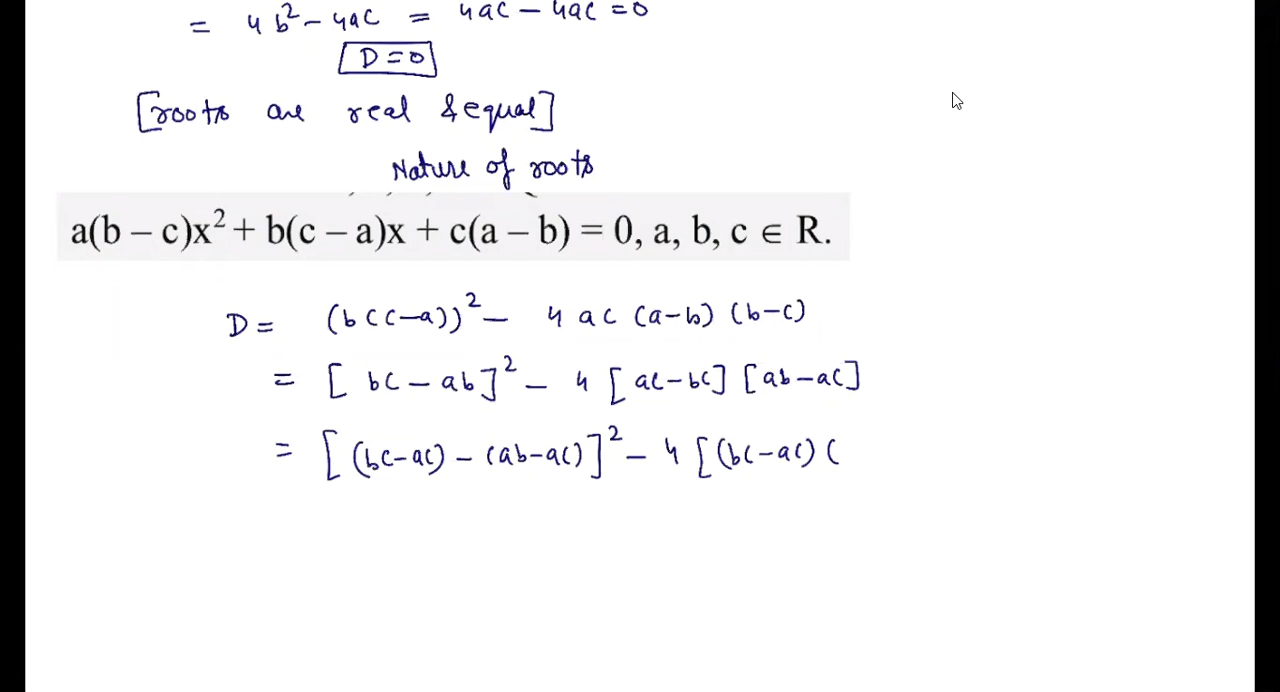 = 4b² – 4ac = 4ac – 4ac = 0
D=0
[roots are real & equal]
Nature of roots
a(b – c)x² + b(c – a)x + c(a – b) = 0, a, b, c ∈ R.
D = (b(c–a))² – 4ac (a–b) (b–c)
= [bc – ab]² – 4 [ac–bc] [ab–ac]
= [(bc–ac) – (ab–ac)]² – 4 [(bc–ac) (